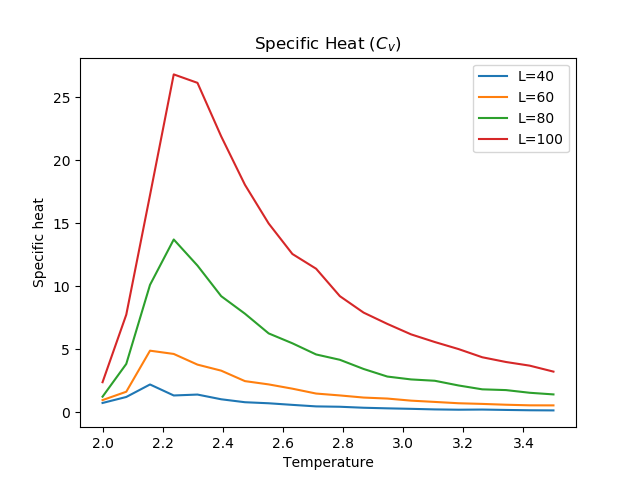 Specific Heat (C_v)
L=40
L=60
L=80
L=100
Specific heat
25
20
15
10
5
0
2.0 2.2 2.4 2.6 2.8 3.0 3.2 3.4
Temperature